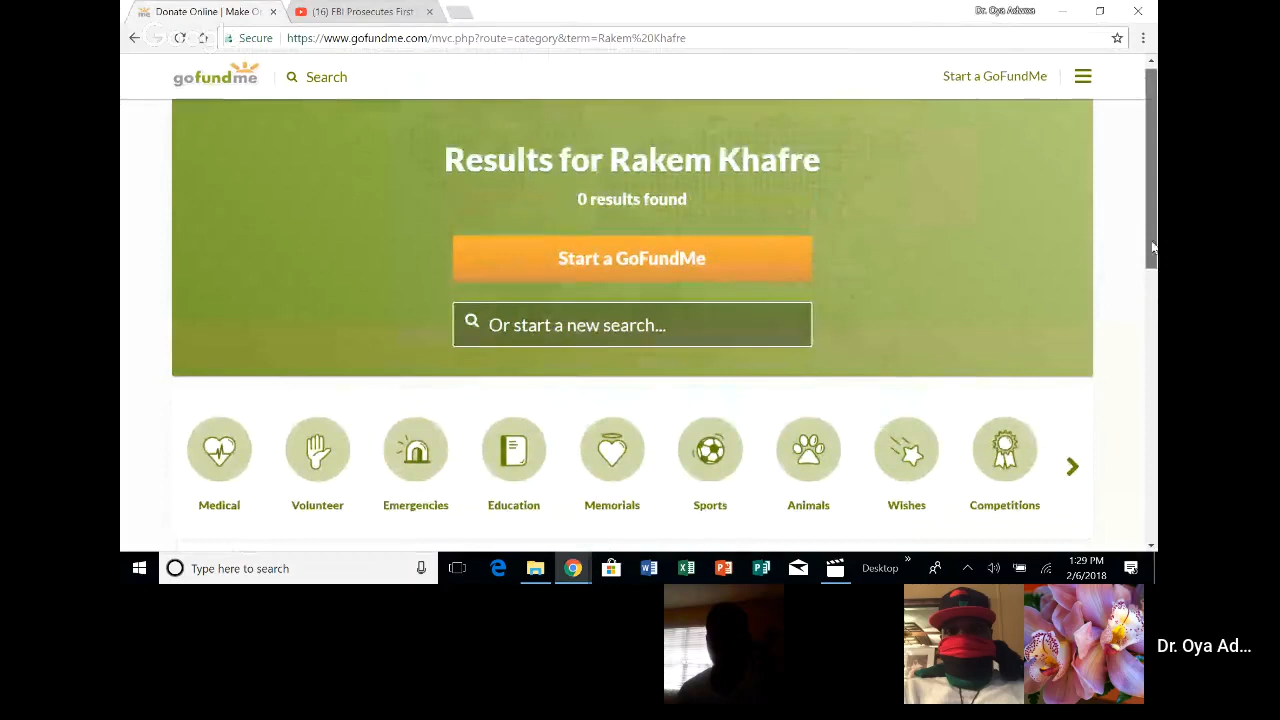 Donate Online | Make O
(16) FBI Prosecutes First
Dr. Oya Adwoa
Secure
https://www.gofundme.com/mvc.php?route=category&term=Rakem%20Khafre
gofundme
Search
Start a GoFundMe
Results for Rakem Khafre
0 results found
Start a GoFundMe
Or start a new search...
Medical
Volunteer
Emergencies
Education
Memorials
Sports
Animals
Wishes
Competitions
Type here to search
Desktop
1:29 PM
2/6/2018
Dr. Oya Ad...